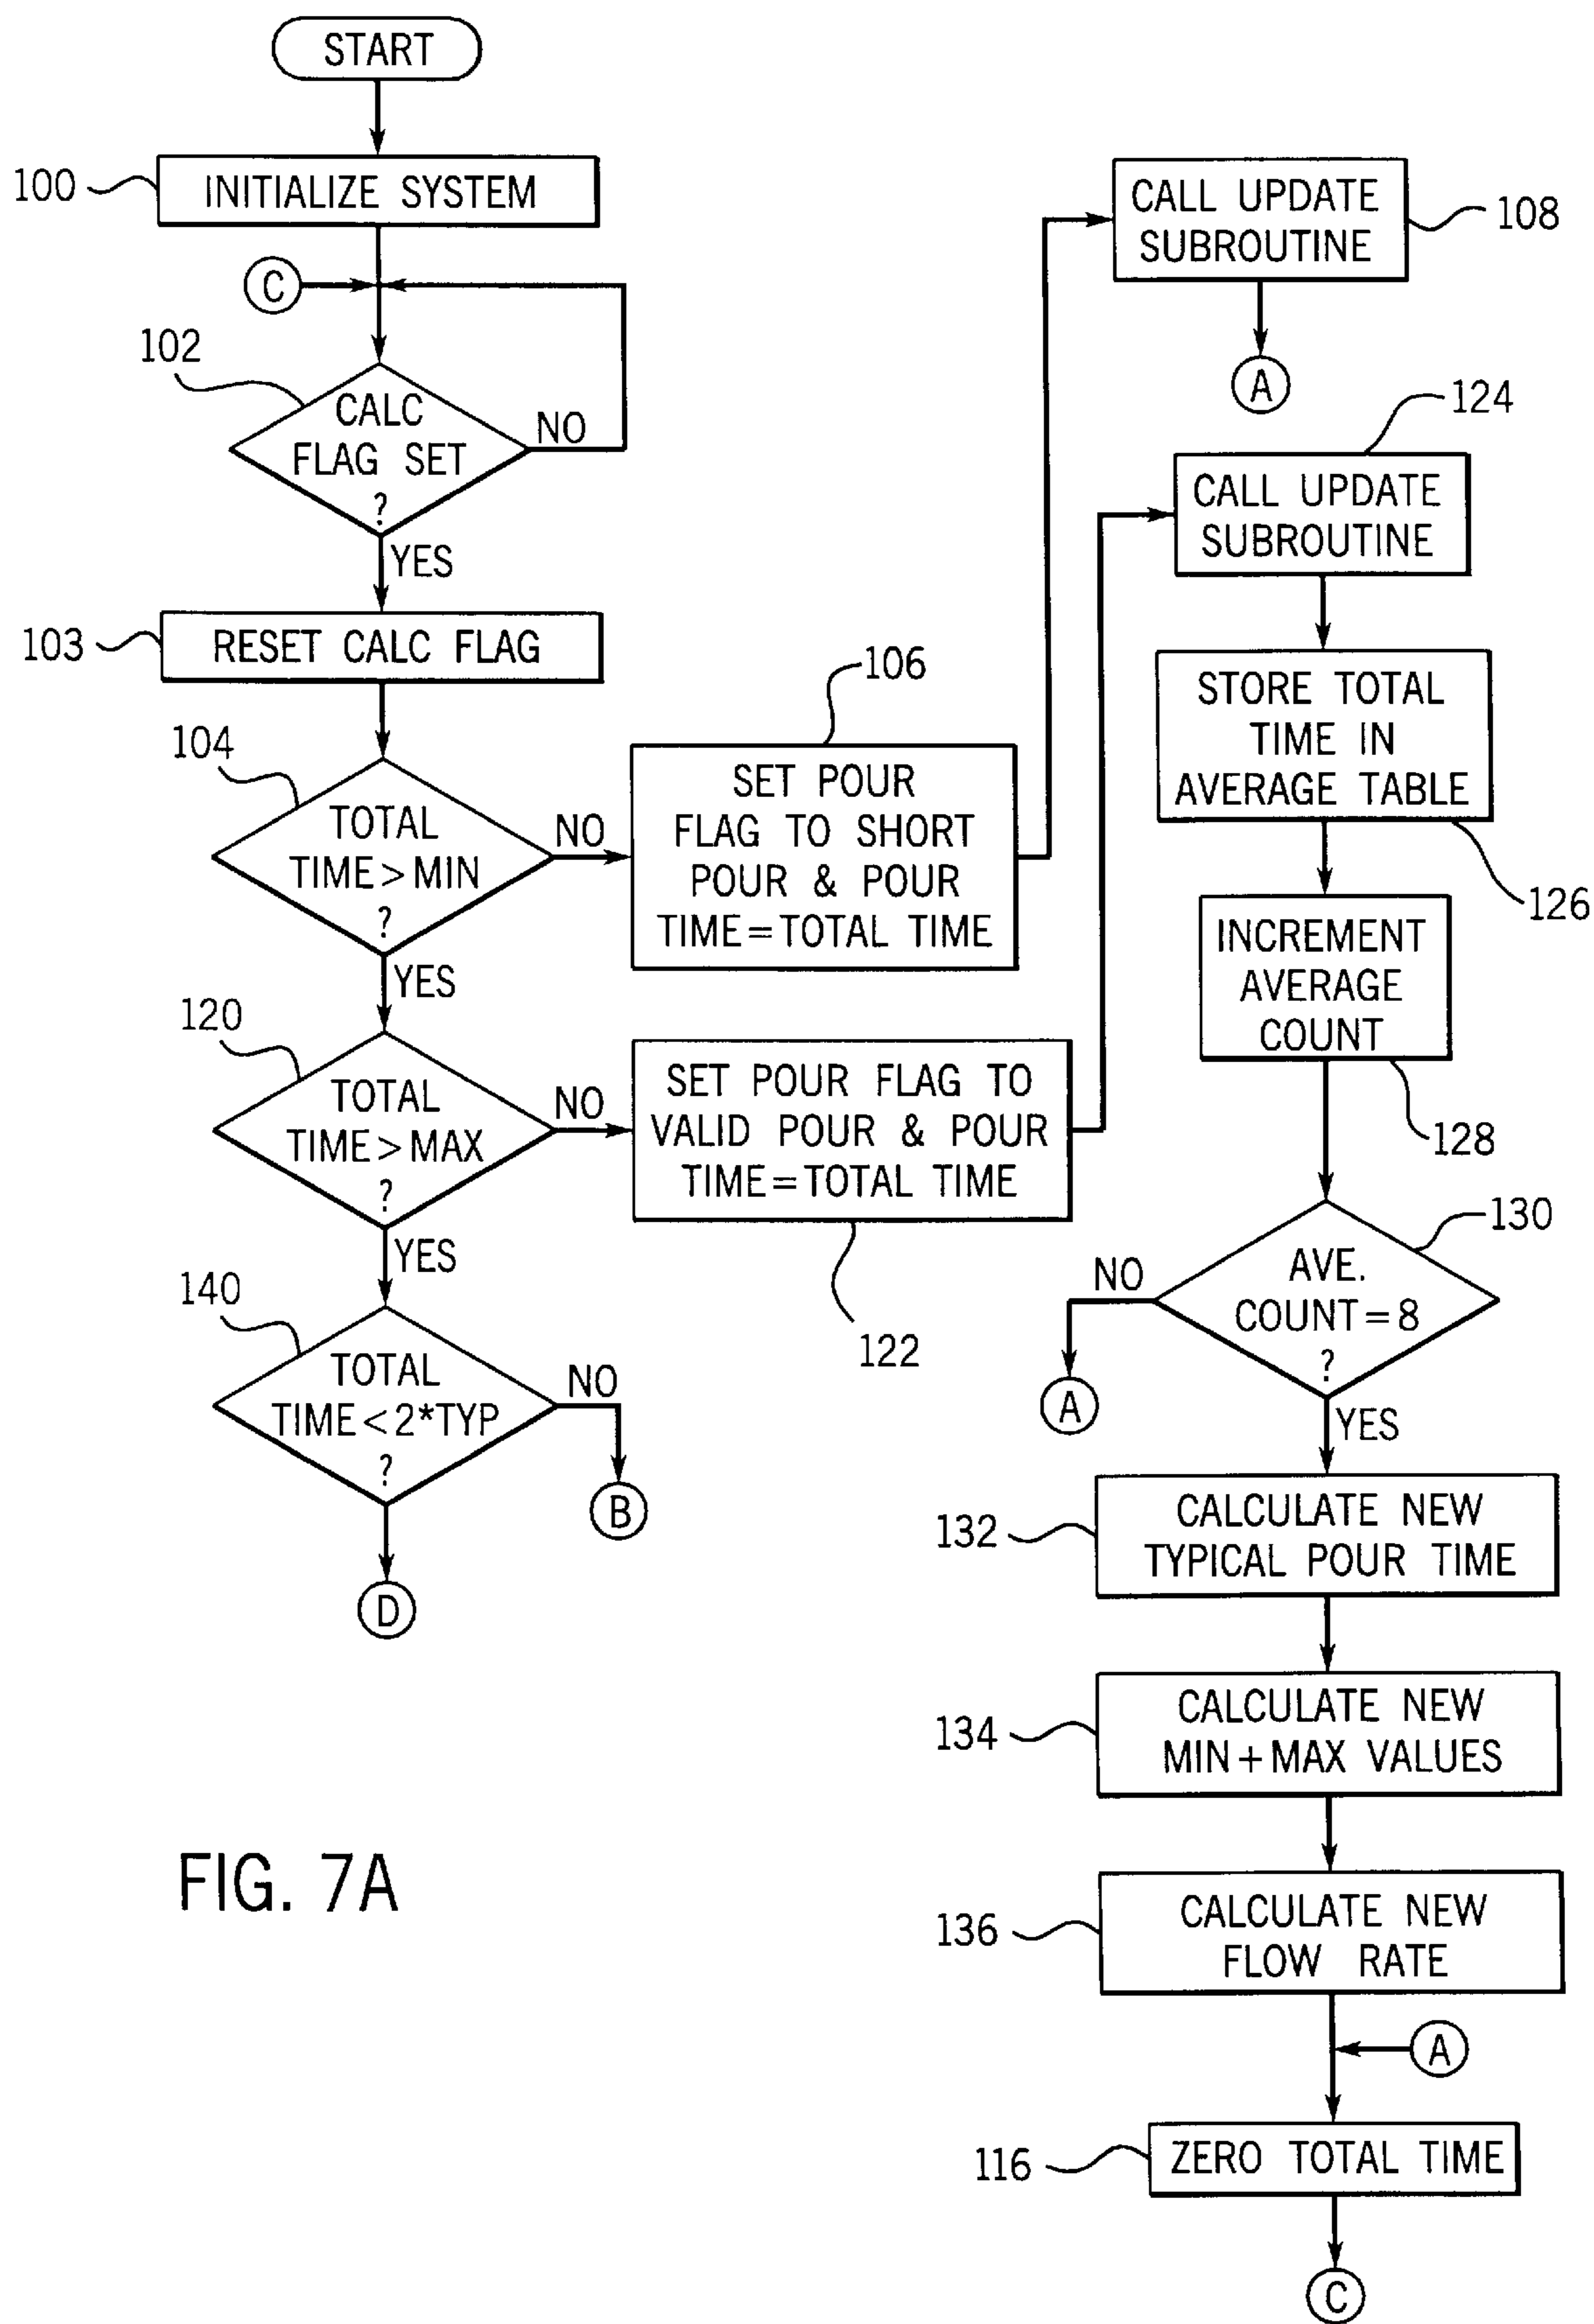 START
100
INITIALIZE SYSTEM
C
102
CALC
FLAG SET
?
NO
YES
103
RESET CALC FLAG
104
TOTAL
TIME>MIN
?
NO
YES
106
SET POUR
FLAG TO SHORT
POUR & POUR
TIME=TOTAL TIME
120
TOTAL
TIME>MAX
?
NO
YES
SET POUR FLAG TO
VALID POUR & POUR
TIME=TOTAL TIME
122
140
TOTAL
TIME<2*TYP
?
NO
B
D
CALL UPDATE
SUBROUTINE
108
A
124
CALL UPDATE
SUBROUTINE
STORE TOTAL
TIME IN
AVERAGE TABLE
126
INCREMENT
AVERAGE
COUNT
128
130
AVE.
COUNT=8
?
NO
A
YES
132
CALCULATE NEW
TYPICAL POUR TIME
134
CALCULATE NEW
MIN+MAX VALUES
136
CALCULATE NEW
FLOW RATE
A
116
ZERO TOTAL TIME
C
FIG. 7A